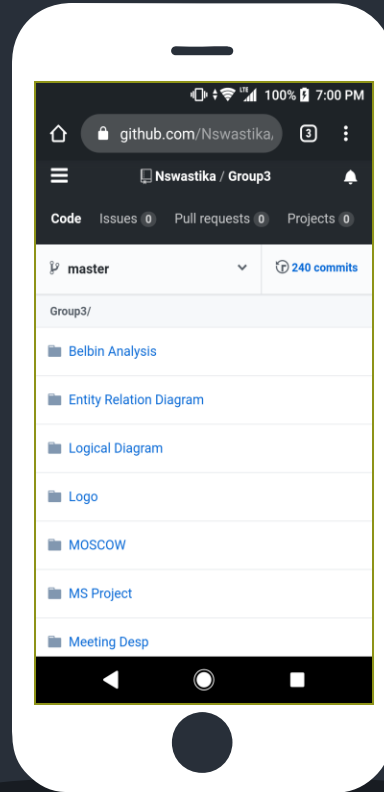 LTE 100% 7:00 PM
github.com/Nswastika, 3
Nswastika / Group3
Code Issues 0 Pull requests 0 Projects 0
master 240 commits
Group3/
Belbin Analysis
Entity Relation Diagram
Logical Diagram
Logo
MOSCOW
MS Project
Meeting Desp